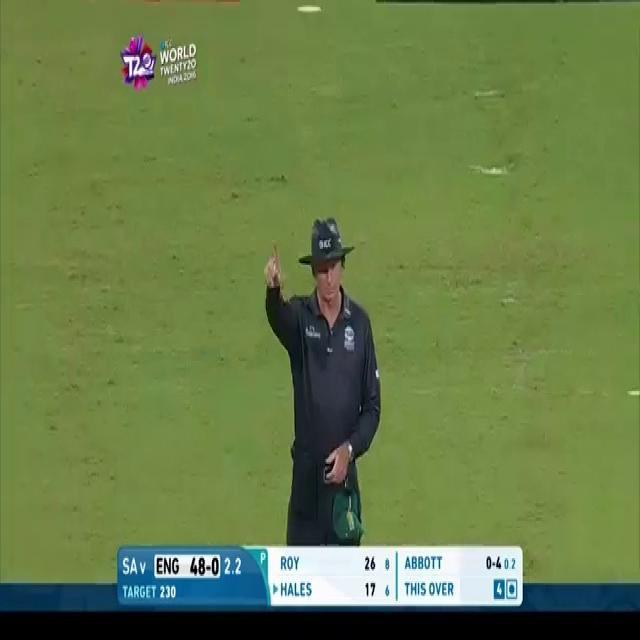 WORLD
TWENTY20
INDIA 2016
T20
SA v ENG 48-0 2.2
TARGET 230
P
ROY 26 8
HALES 17 6
ABBOTT 0-4 0.2
THIS OVER 4